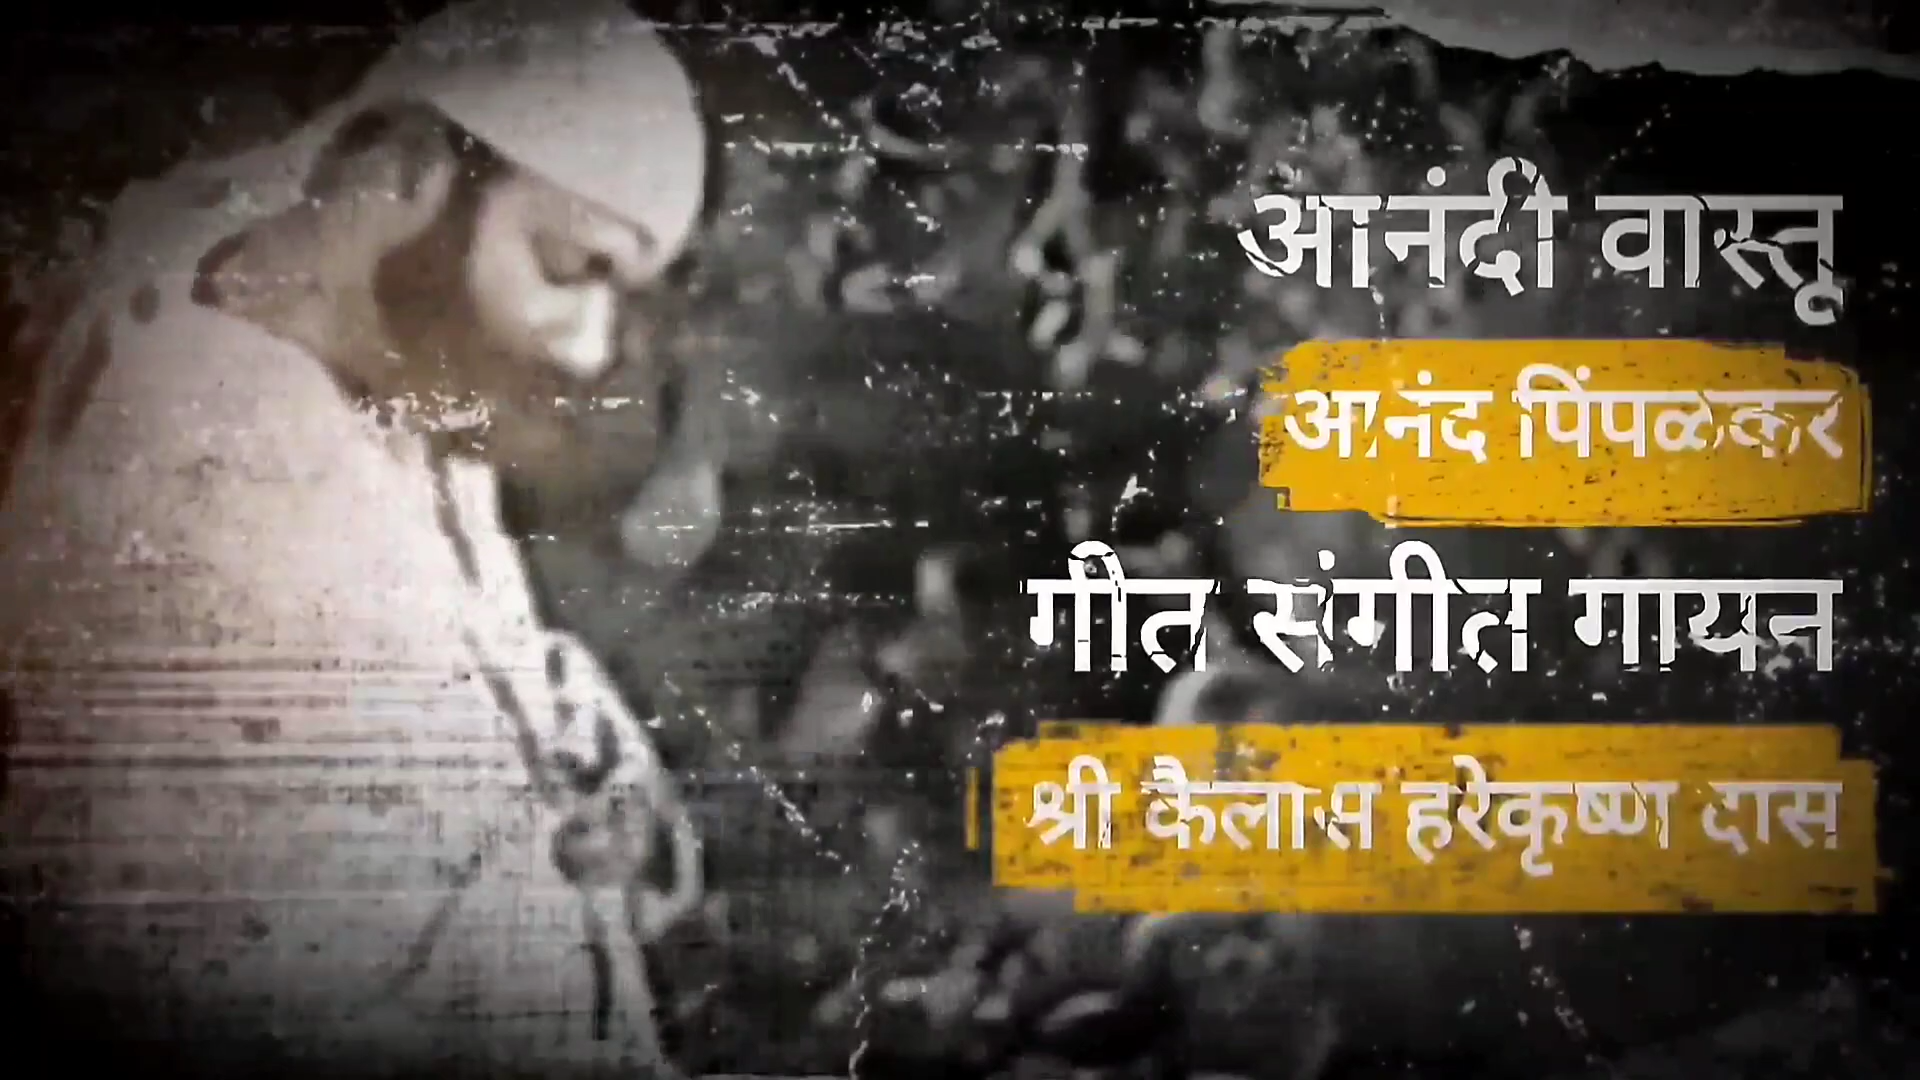 आनंदी वास्तू
आनंद पिंपळकर
गीत संगीत गायन
श्री कैलास हरेकृष्ण दास